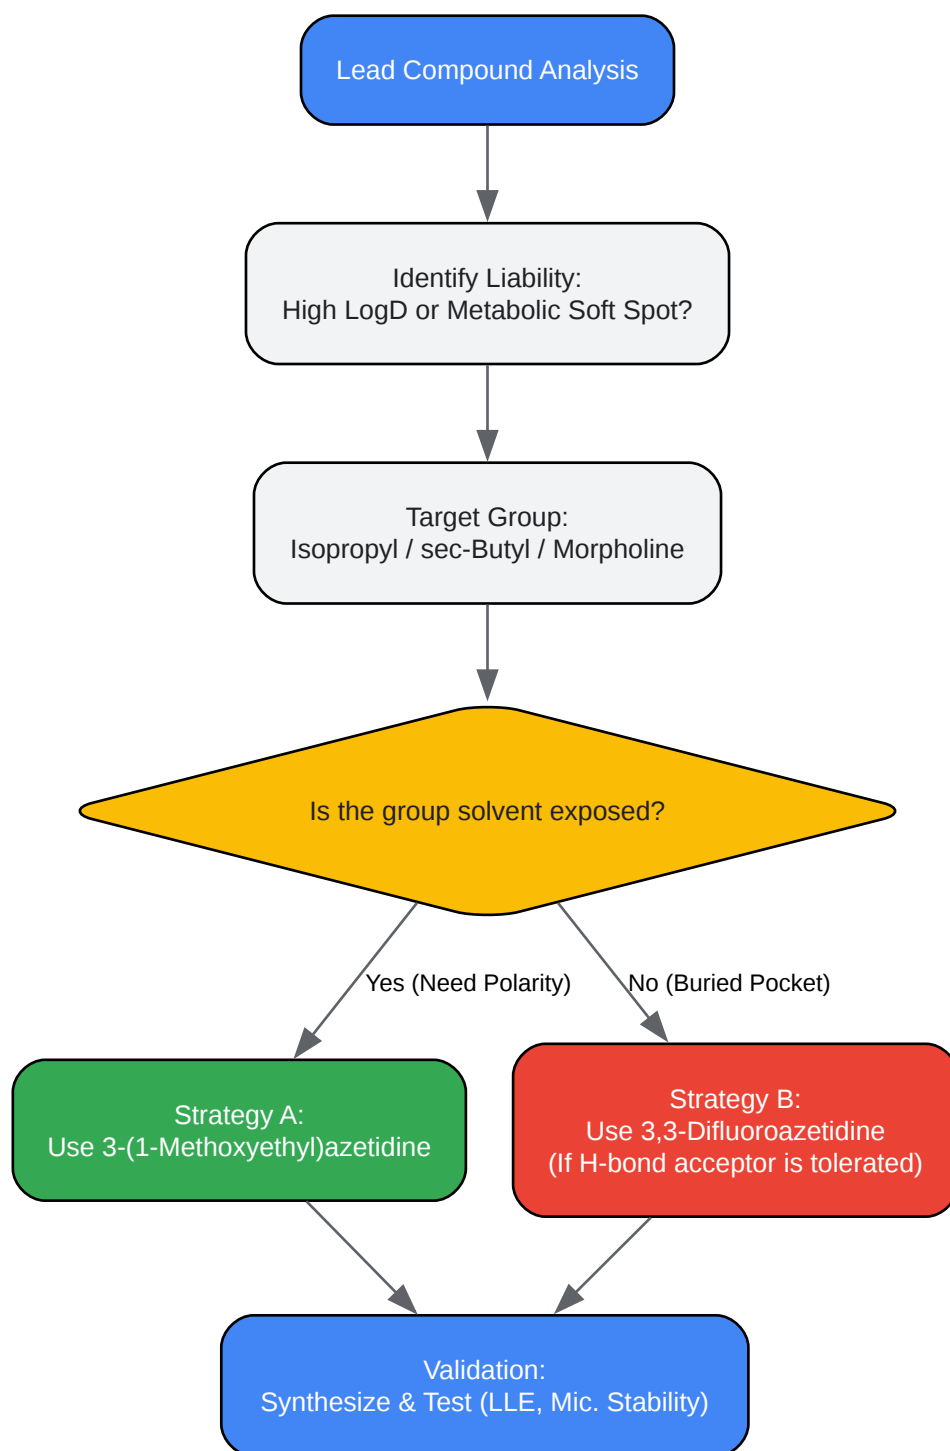 Lead Compound Analysis
Identify Liability:
High LogD or Metabolic Soft Spot?
Target Group:
Isopropyl / sec-Butyl / Morpholine
Is the group solvent exposed?
Yes (Need Polarity)
No (Buried Pocket)
Strategy A:
Use 3-(1-Methoxyethyl)azetidine
Strategy B:
Use 3,3-Difluoroazetidine
(If H-bond acceptor is tolerated)
Validation:
Synthesize & Test (LLE, Mic. Stability)